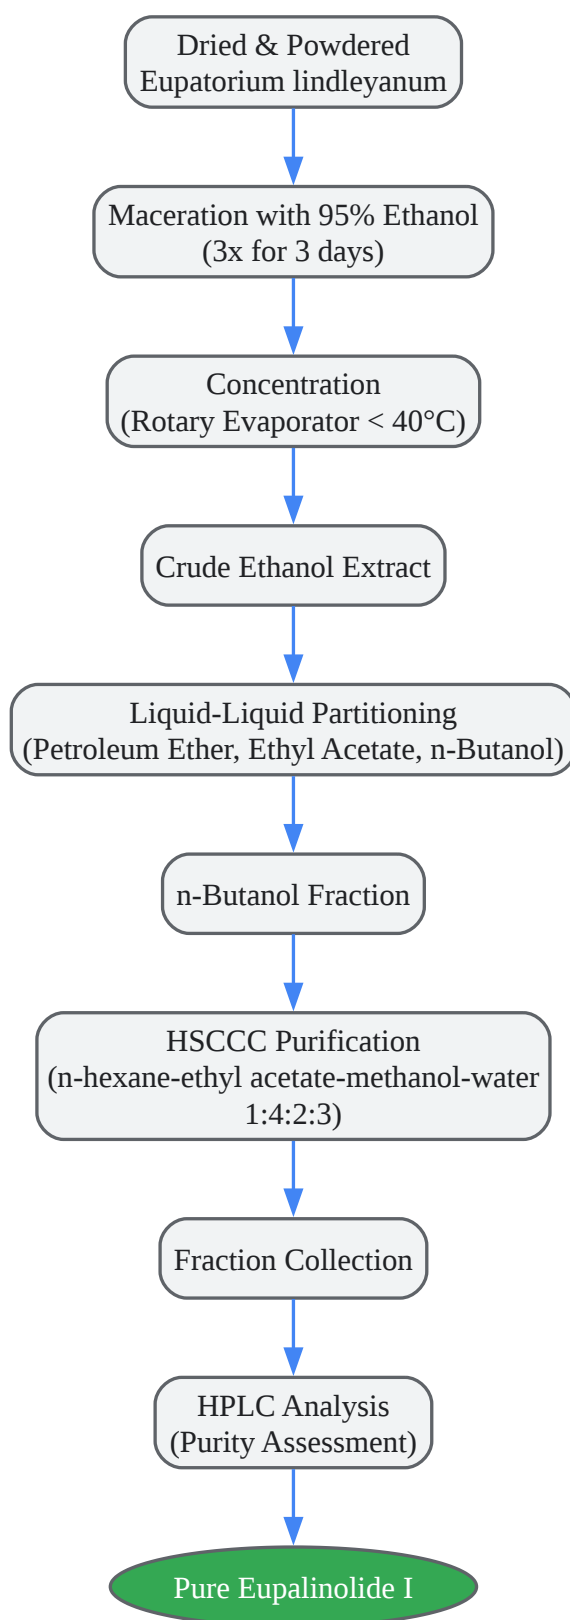 Dried & Powdered
Eupatorium lindleyanum
Maceration with 95% Ethanol
(3x for 3 days)
Concentration
(Rotary Evaporator < 40°C)
Crude Ethanol Extract
Liquid-Liquid Partitioning
(Petroleum Ether, Ethyl Acetate, n-Butanol)
n-Butanol Fraction
HSCCC Purification
(n-hexane-ethyl acetate-methanol-water
1:4:2:3)
Fraction Collection
HPLC Analysis
(Purity Assessment)
Pure Eupalinolide I